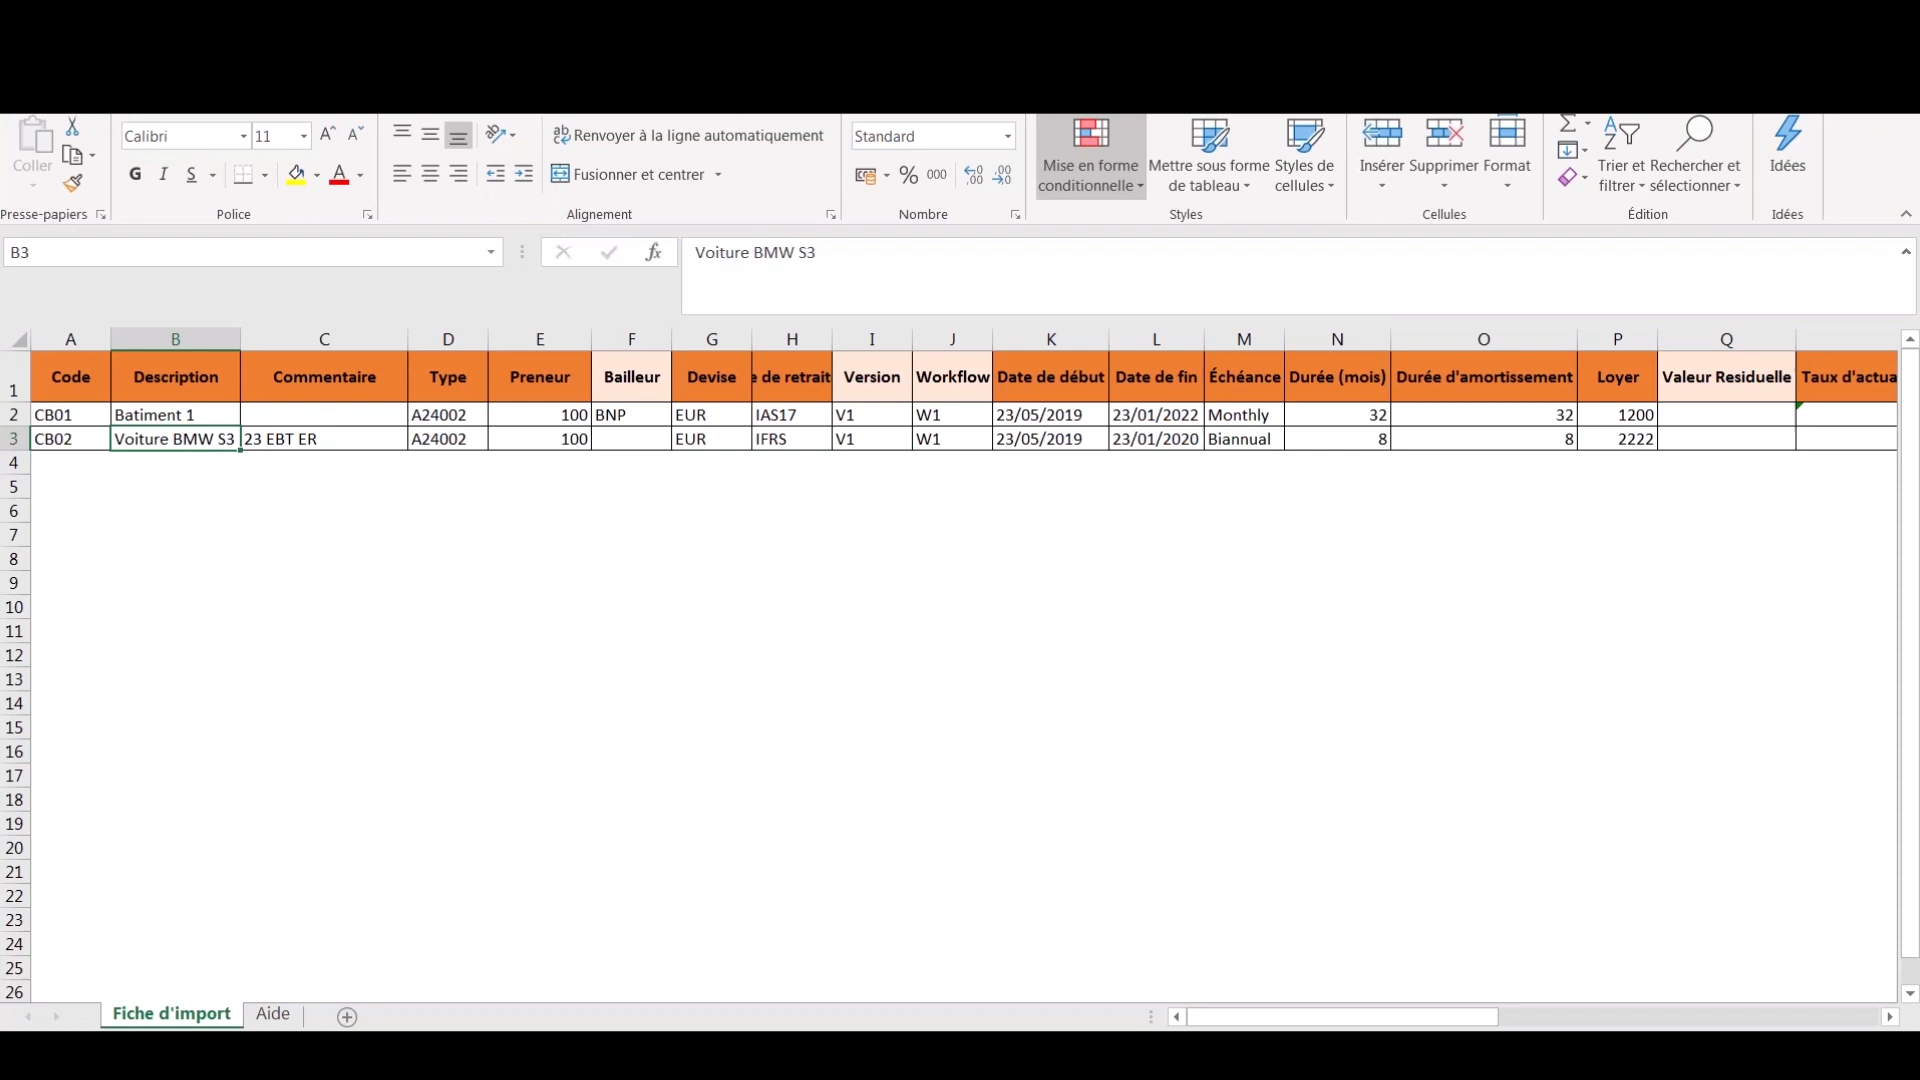 Calibri 11 Renvoyer à la ligne automatiquement Standard
Coller G I S Fusionner et centrer % 000 ,00 ,00 Mise en forme conditionnelle Mettre sous forme de tableau Styles de cellules Insérer Supprimer Format Trier et filtrer Rechercher et sélectionner Idées
Presse-papiers Police Alignement Nombre Styles Cellules Édition Idées
B3 fx Voiture BMW S3
A B C D E F G H I J K L M N O P Q
1 Code Description Commentaire Type Preneur Bailleur Devise e de retrait Version Workflow Date de début Date de fin Échéance Durée (mois) Durée d'amortissement Loyer Valeur Residuelle Taux d'actua
2 CB01 Batiment 1 A24002 100 BNP EUR IAS17 V1 W1 23/05/2019 23/01/2022 Monthly 32 32 1200
3 CB02 Voiture BMW S3 23 EBT ER A24002 100 EUR IFRS V1 W1 23/05/2019 23/01/2020 Biannual 8 8 2222
4
5
6
7
8
9
10
11
12
13
14
15
16
17
18
19
20
21
22
23
24
25
26
Fiche d'import Aide